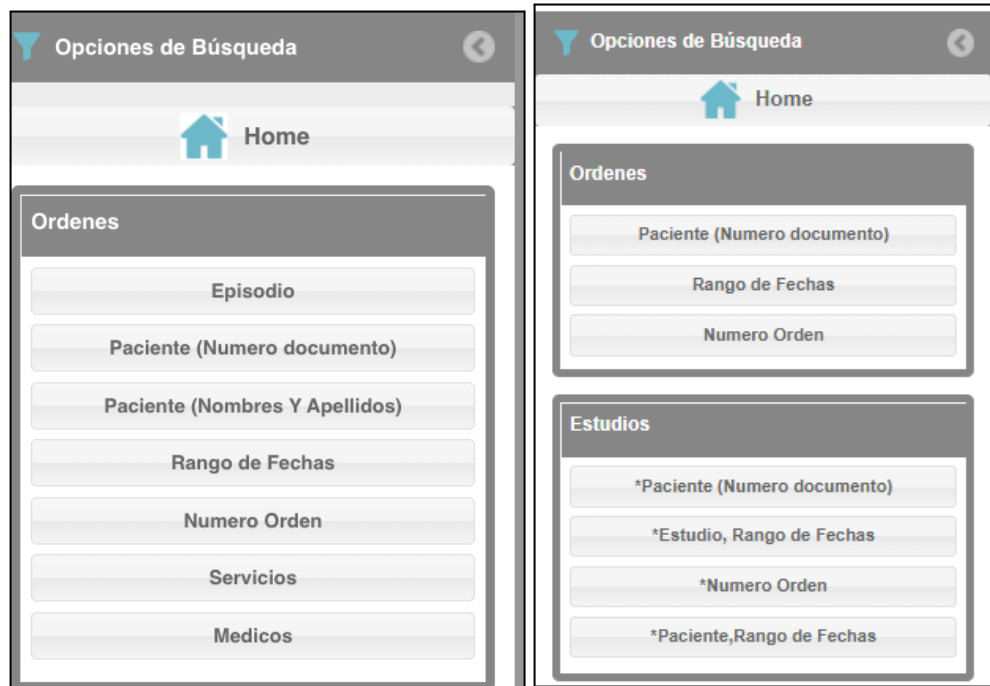 Opciones de Búsqueda
Home
Ordenes
Episodio
Paciente (Numero documento)
Paciente (Nombres Y Apellidos)
Rango de Fechas
Numero Orden
Servicios
Medicos
Opciones de Búsqueda
Home
Ordenes
Paciente (Numero documento)
Rango de Fechas
Numero Orden
Estudios
*Paciente (Numero documento)
*Estudio, Rango de Fechas
*Numero Orden
*Paciente,Rango de Fechas